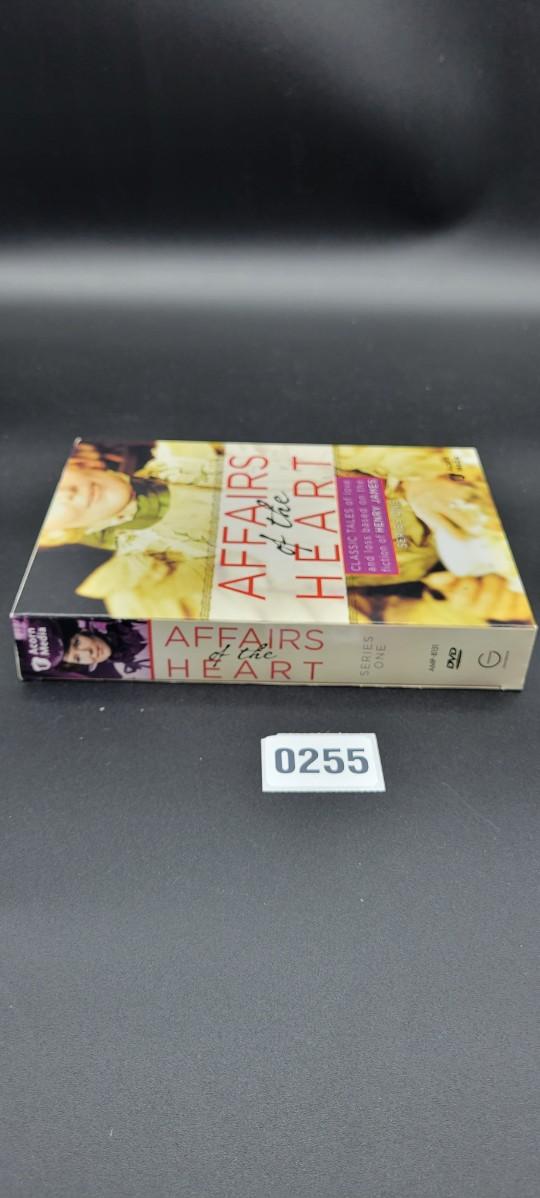 AFFAIRS
of the
HEART
CLASSIC TALES of love
and loss based on the
fiction of HENRY JAMES
Acorn
Media
AFFAIRS
of the
HEART
SERIES
ONE
DVD
0255